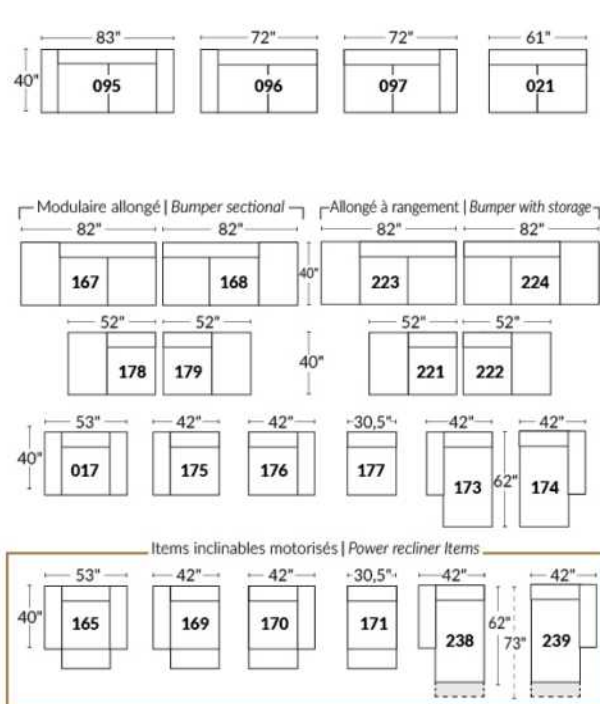 83" 72" 72" 61"
40" 095 096 097 021
Modulaire allongé | Bumper sectional Allongé à rangement | Bumper with storage
82" 82" 82" 82"
167 168 40" 223 224
52" 52" 52" 52"
178 179 40" 221 222
53" 42" 42" 30,5" 42" 42"
40" 017 175 176 177 173 62" 174
Items inclinables motorisés | Power recliner Items
53" 42" 42" 30,5" 42" 42"
40" 165 169 170 171 238 62" 73" 239